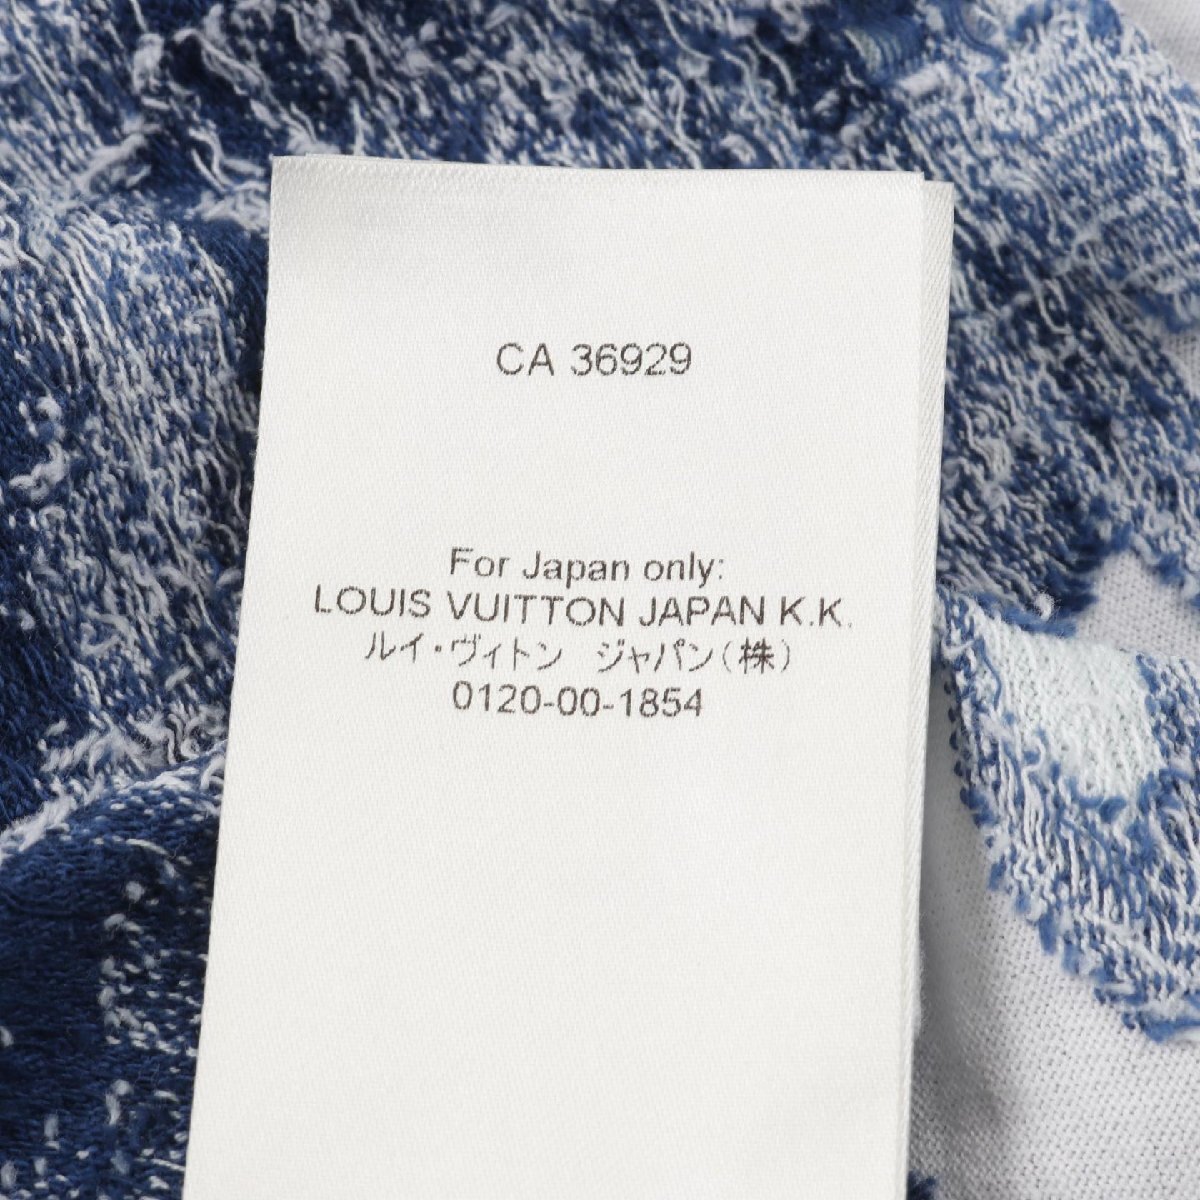 CA 36929
For Japan only:
LOUIS VUITTON JAPAN K.K.
ルイ・ヴィトン ジャパン(株)
0120-00-1854